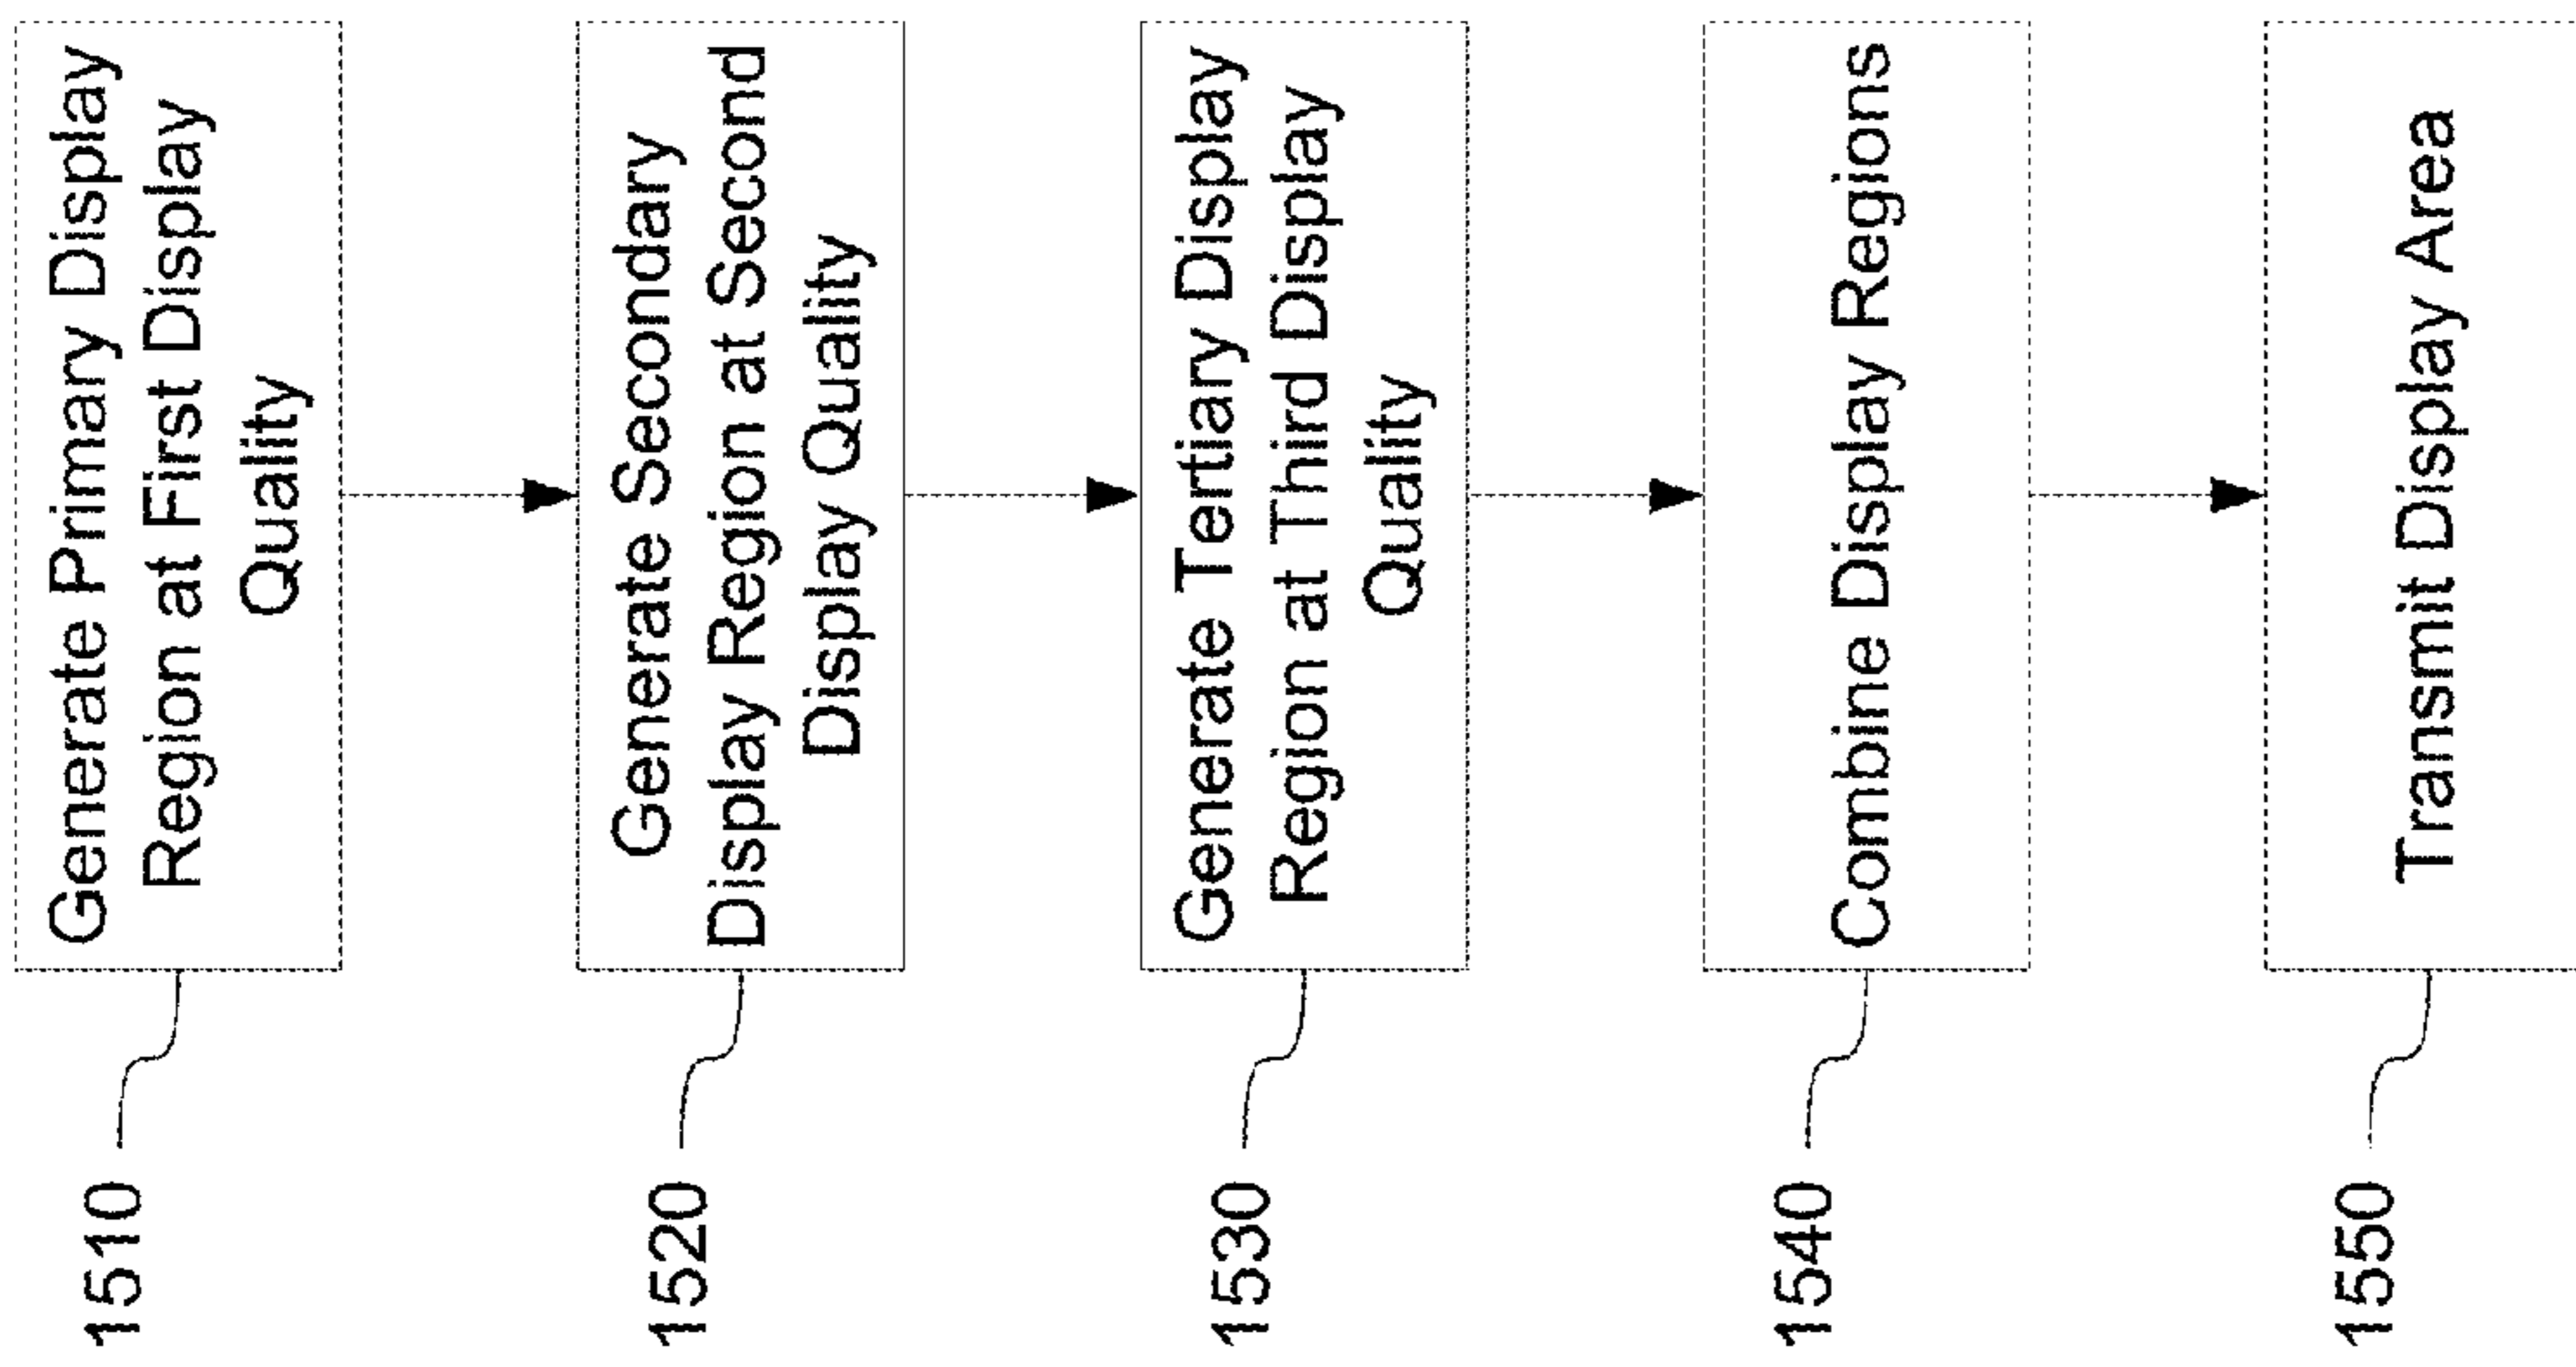 1510
Generate Primary Display
Region at First Display
Quality
1520
Generate Secondary
Display Region at Second
Display Quality
1530
Generate Tertiary Display
Region at Third Display
Quality
1540
Combine Display Regions
1550
Transmit Display Area